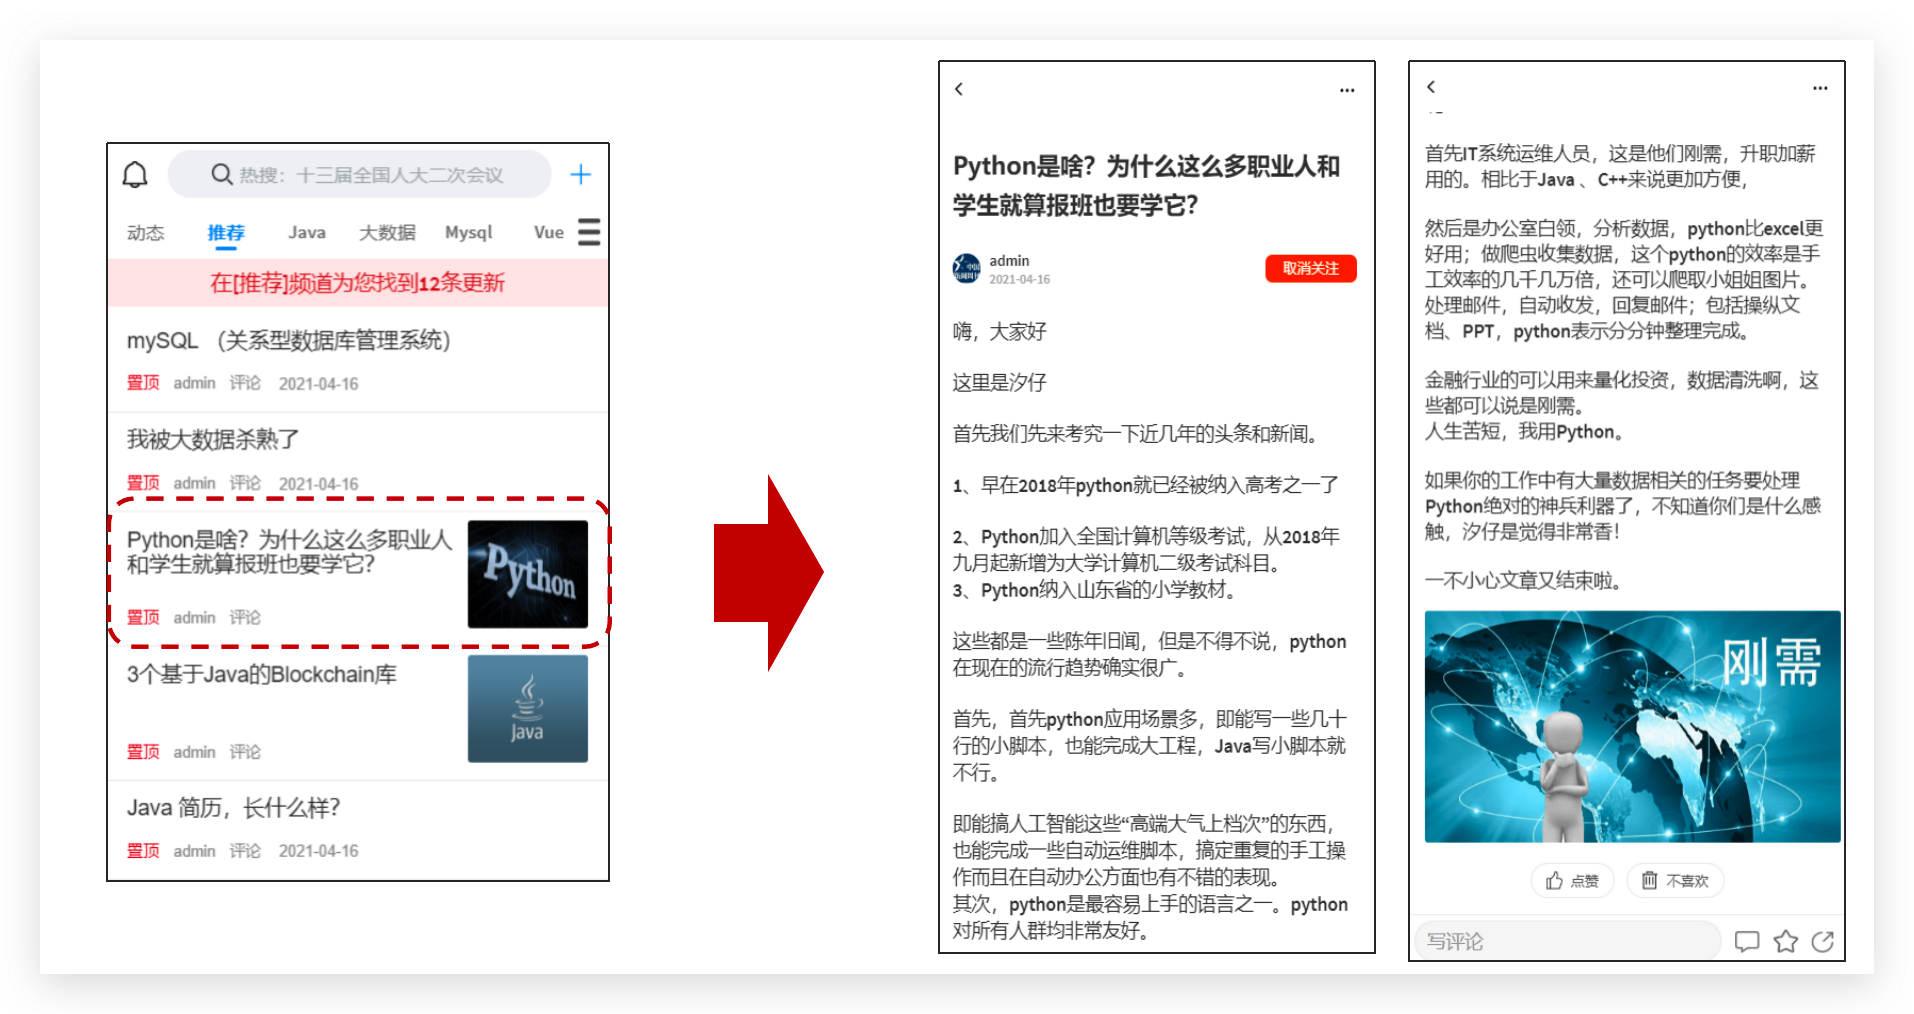 热搜：十三届全国人大二次会议
动态 推荐 Java 大数据 Mysql Vue
在[推荐]频道为您找到12条更新
mySQL （关系型数据库管理系统）
置顶 admin 评论 2021-04-16
我被大数据杀熟了
置顶 admin 评论 2021-04-16
Python是啥？为什么这么多职业人
和学生就算报班也要学它？
置顶 admin 评论
Python
3个基于Java的Blockchain库
置顶 admin 评论
Java
Java 简历，长什么样？
置顶 admin 评论 2021-04-16
Python是啥？为什么这么多职业人和
学生就算报班也要学它？
admin
2021-04-16
取消关注
嗨，大家好
这里是汐仔
首先我们先来考究一下近几年的头条和新闻。
1、早在2018年python就已经被纳入高考之一了
2、Python加入全国计算机等级考试，从2018年
九月起新增为大学计算机二级考试科目。
3、Python纳入山东省的小学教材。
这些都是一些陈年旧闻，但是不得不说，python
在现在的流行趋势确实很广。
首先，首先python应用场景多，即能写一些几十
行的小脚本，也能完成大工程，Java写小脚本就
不行。
即能搞人工智能这些“高端大气上档次”的东西，
也能完成一些自动运维脚本，搞定重复的手工操
作而且在自动办公方面也有不错的表现。
其次，python是最容易上手的语言之一。python
对所有人群均非常友好。
首先IT系统运维人员，这是他们刚需，升职加薪
用的。相比于Java 、C++来说更加方便，
然后是办公室白领，分析数据，python比excel更
好用；做爬虫收集数据，这个python的效率是手
工效率的几千几万倍，还可以爬取小姐姐图片。
处理邮件，自动收发，回复邮件；包括操纵文
档、PPT，python表示分分钟整理完成。
金融行业的可以用来量化投资，数据清洗啊，这
些都可以说是刚需。
人生苦短，我用Python。
如果你的工作中有大量数据相关的任务要处理
Python绝对的神兵利器了，不知道你们是什么感
触，汐仔是觉得非常香！
一不小心文章又结束啦。
刚需
点赞 不喜欢
写评论